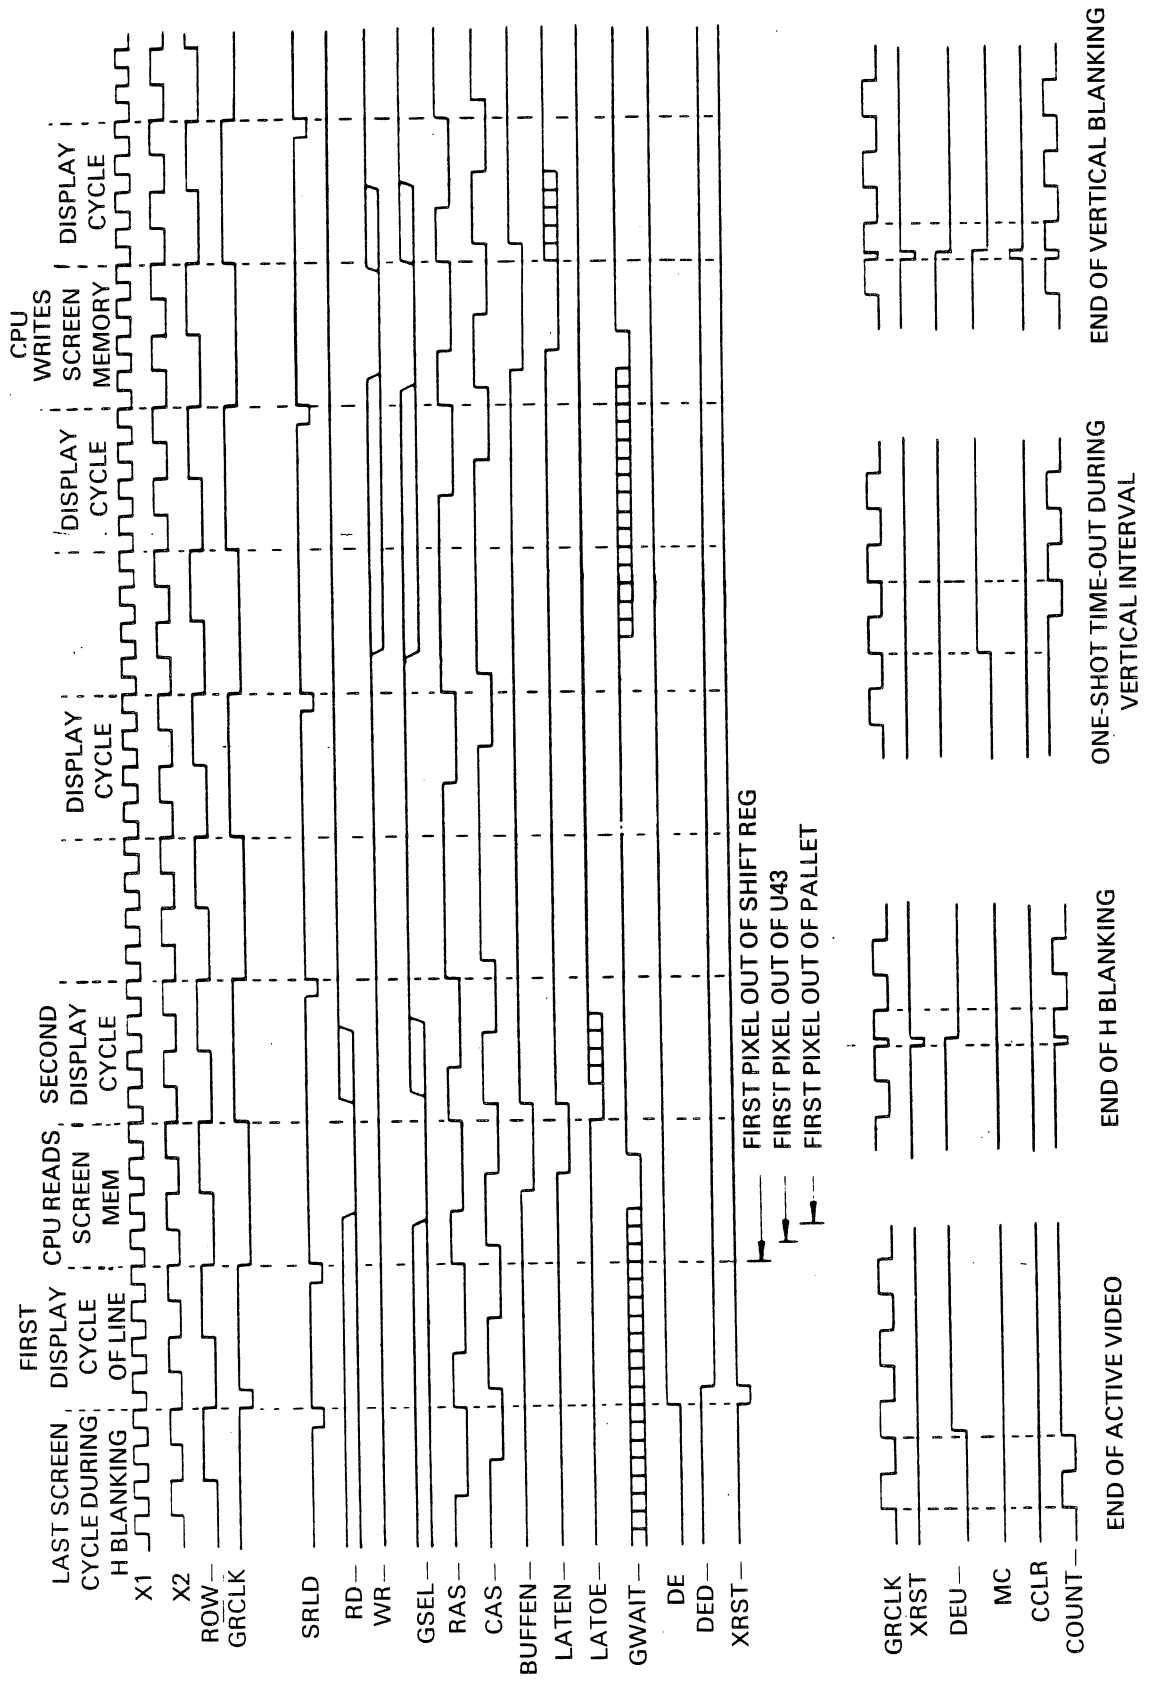 LAST SCREEN
CYCLE DURING
H BLANKING
FIRST
DISPLAY
CYCLE
OF LINE
CPU READS
SCREEN
MEM
SECOND
DISPLAY
CYCLE
DISPLAY
CYCLE
DISPLAY
CYCLE
CPU
WRITES
SCREEN
MEMORY
DISPLAY
CYCLE
X1
X2
ROW
GRCLK
SRLD
RD
WR
GSEL
RAS
CAS
BUFFEN
LATEN
LATOE
GWAIT
DE
DED
XRST
FIRST PIXEL OUT OF SHIFT REG
FIRST PIXEL OUT OF U43
FIRST PIXEL OUT OF PALLET
GRCLK
XRST
DEU
MC
CCLR
COUNT
END OF ACTIVE VIDEO
END OF H BLANKING
ONE-SHOT TIME-OUT DURING
VERTICAL INTERVAL
END OF VERTICAL BLANKING